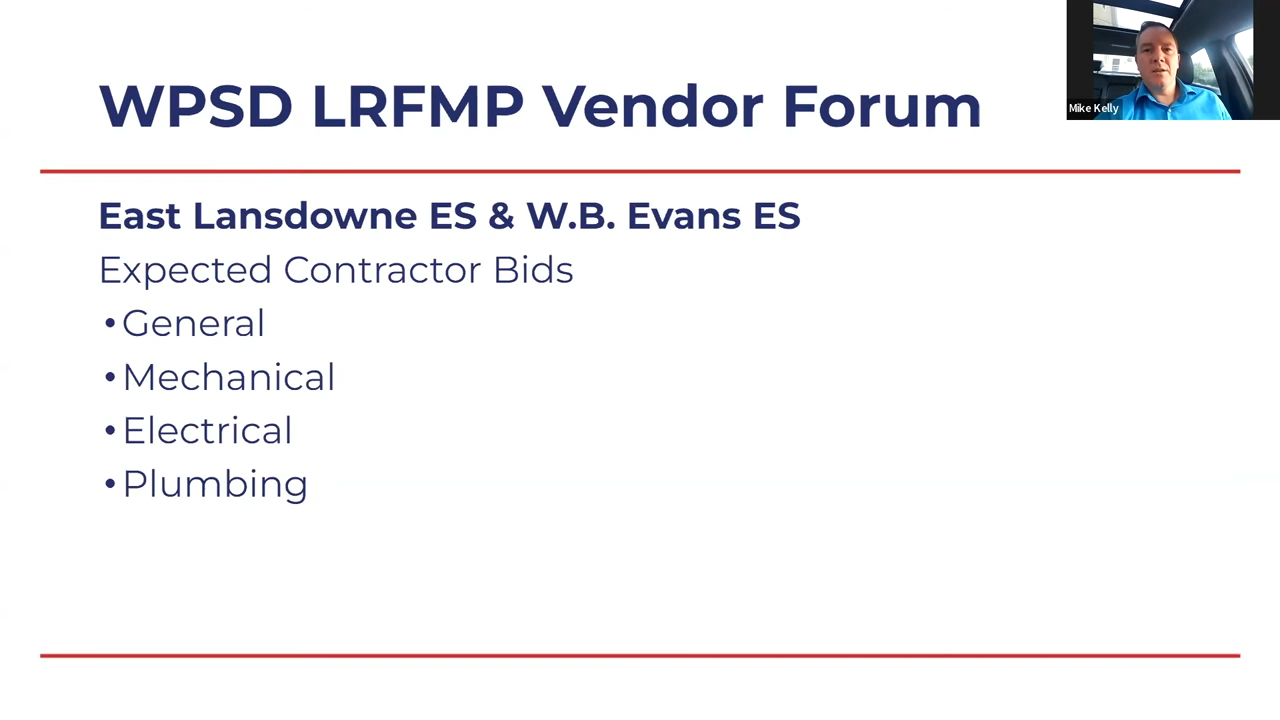 WPSD LRFMP Vendor Forum
Mike Kelly
East Lansdowne ES & W.B. Evans ES
Expected Contractor Bids
•General
•Mechanical
•Electrical
•Plumbing